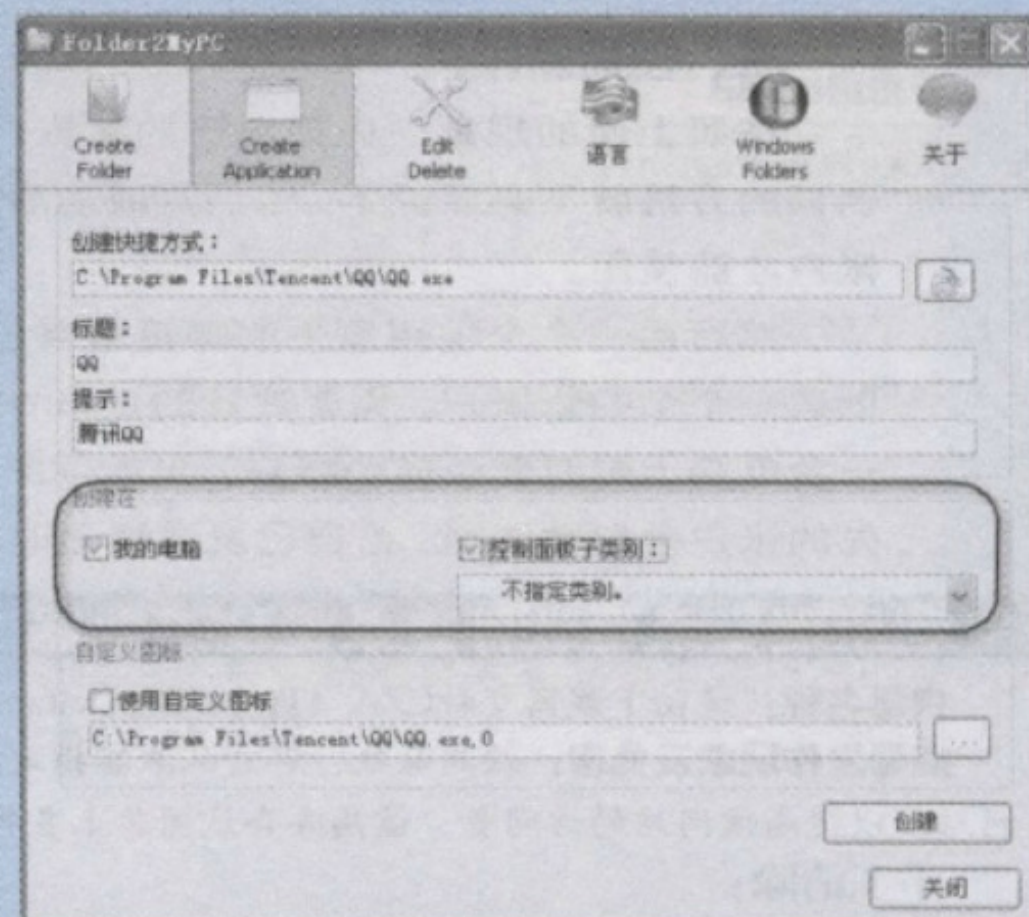 Folder2MyPC
Create Folder
Create Application
Edit Delete
语言
Windows Folders
关于
创建快捷方式：
C:\Program Files\Tencent\QQ\QQ.exe
标题：
QQ
提示：
腾讯QQ
创建在
我的电脑
控制面板子类别：
不指定类别。
自定义图标
使用自定义图标
C:\Program Files\Tencent\QQ\QQ.exe,0
...
创建
关闭